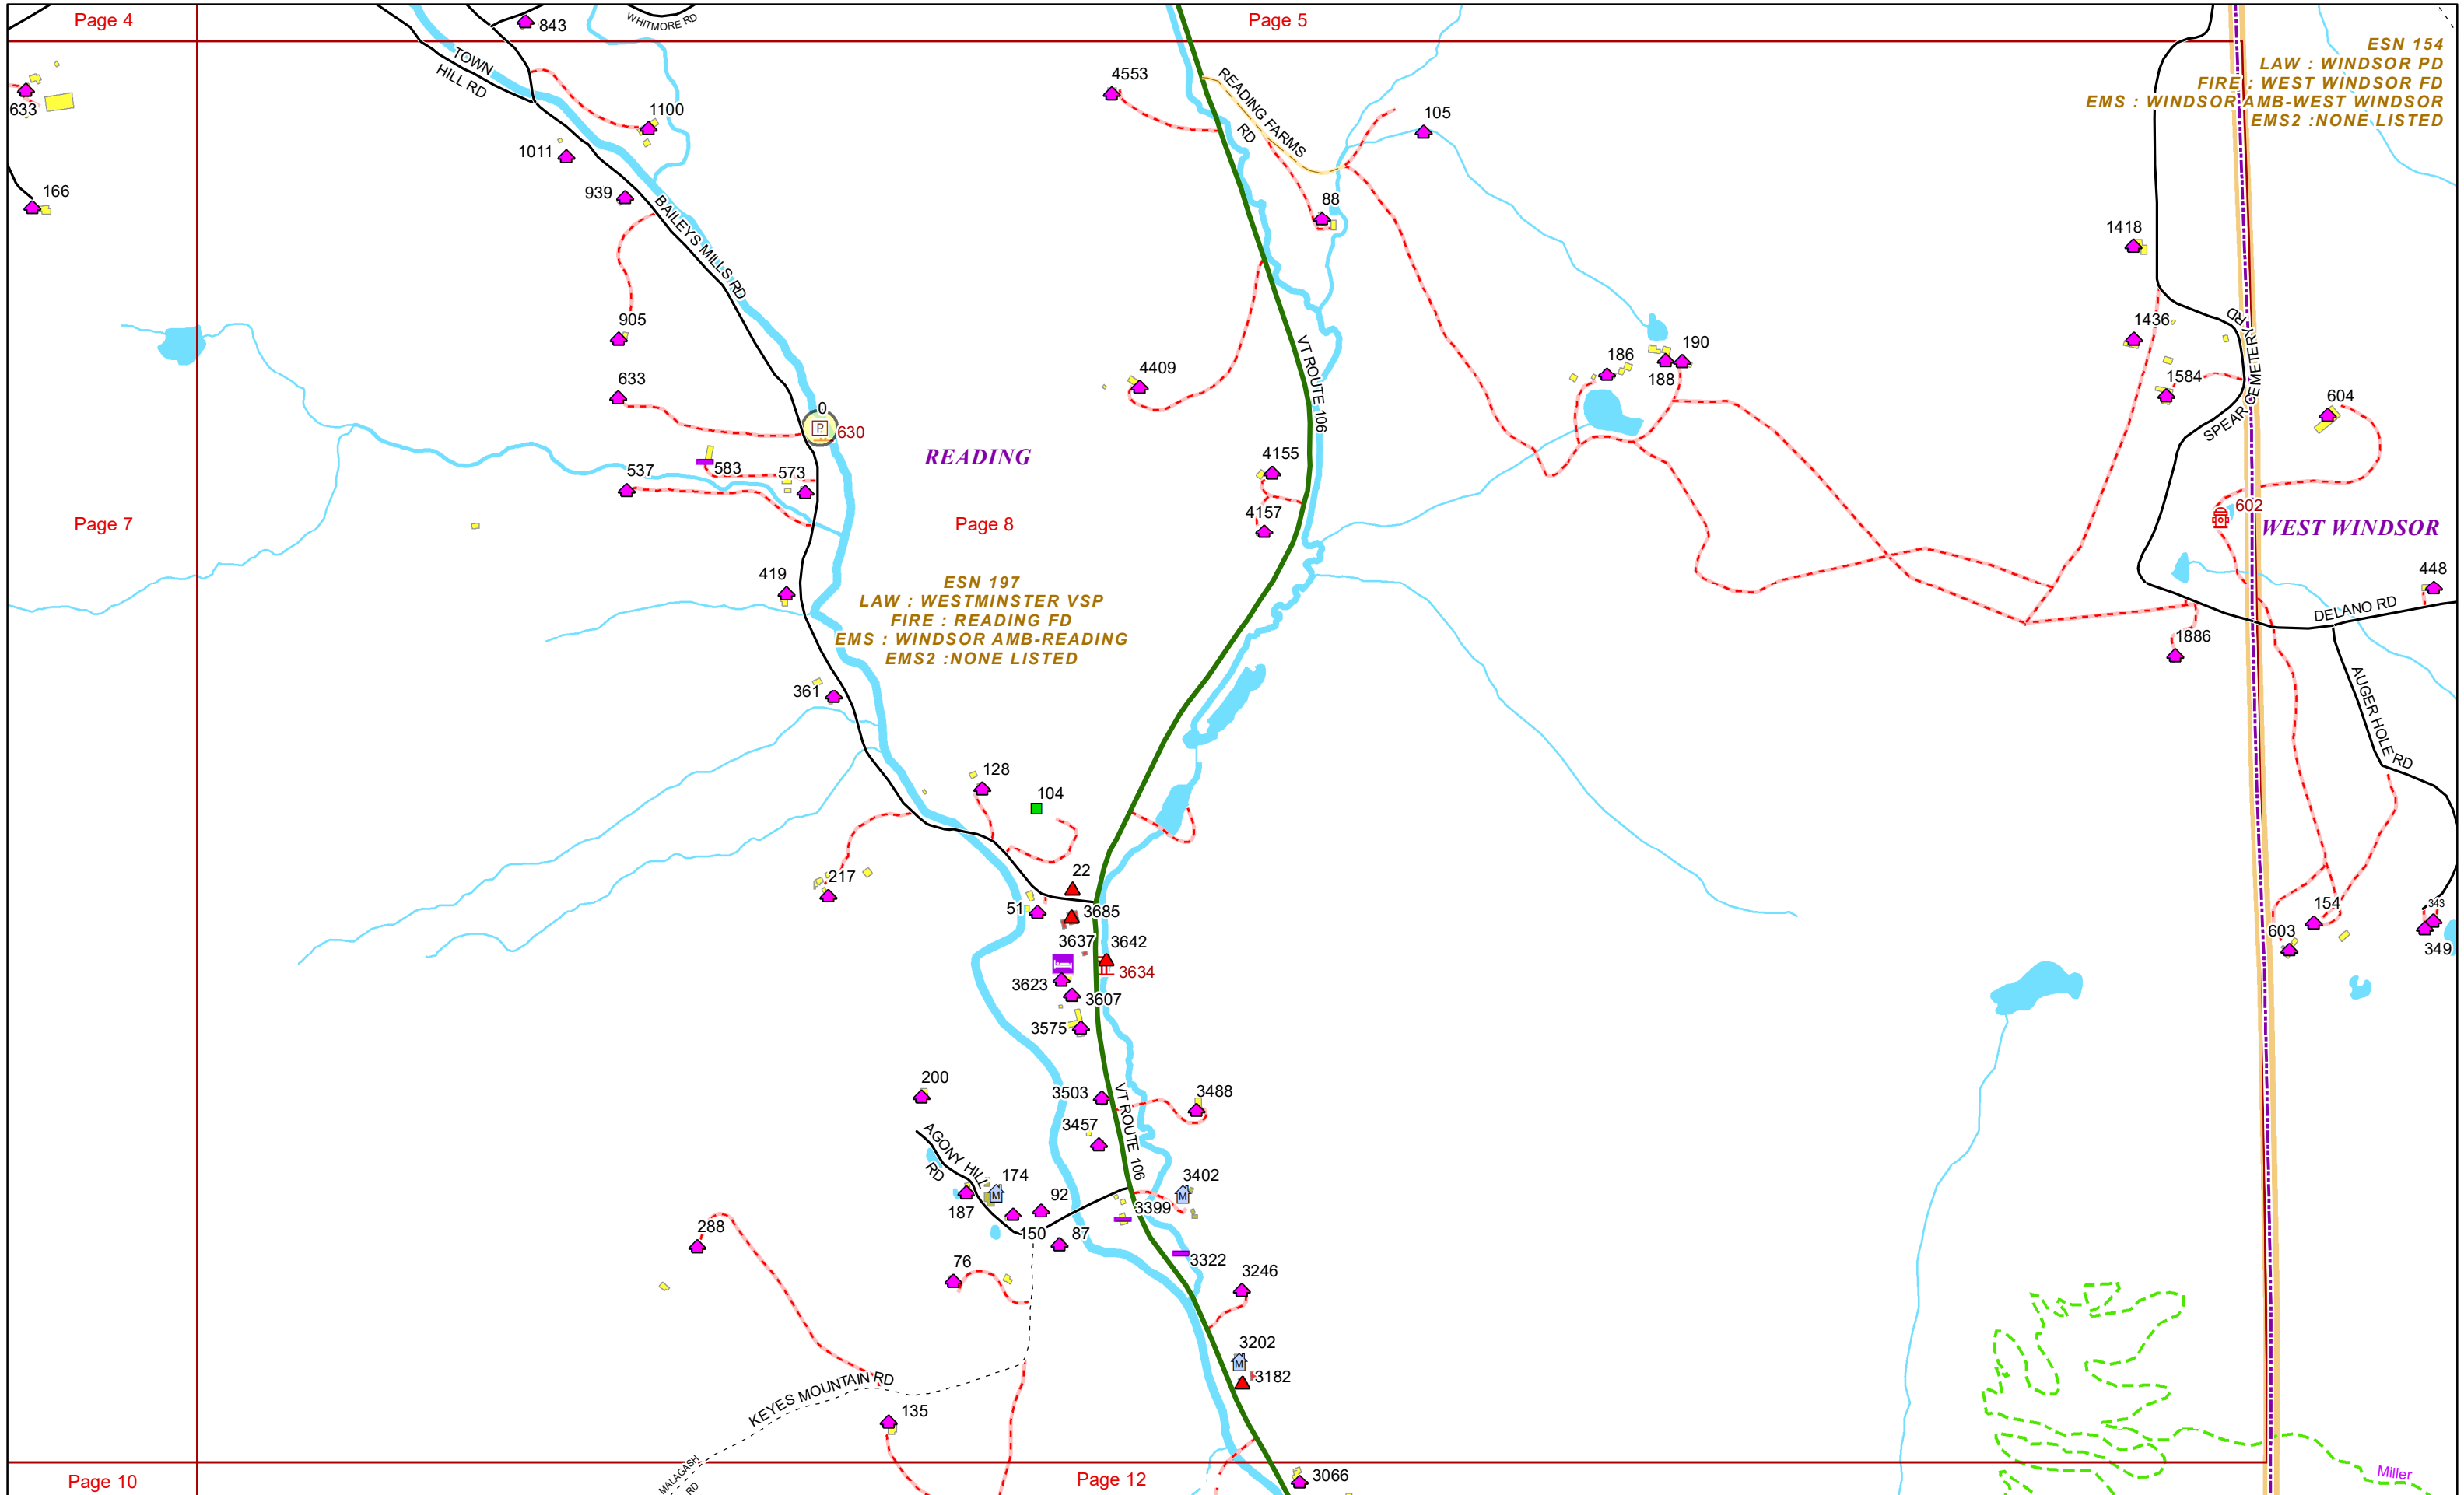 Page 4
843
WHITMORE RD
Page 5
ESN 154
LAW : WINDSOR PD
FIRE : WEST WINDSOR FD
EMS : WINDSOR AMB-WEST WINDSOR
EMS2 :NONE LISTED
TOWN
HILL RD
633
1100
4553
READING FARMS
RD
105
1011
166
939
88
BAILEYS MILLS RD
1418
905
1436
SPEAR CEMETERY RD
VT ROUTE 106
186
190
188
4409
633
1584
604
0
630
READING
4155
537
583
573
602
4157
Page 7
Page 8
WEST WINDSOR
419
ESN 197
LAW : WESTMINSTER VSP
FIRE : READING FD
EMS : WINDSOR AMB-READING
EMS2 :NONE LISTED
448
DELANO RD
1886
361
AUGER HOLE RD
128
104
22
217
51
3685
154
343
603
349
3637
3642
3634
3623
3607
3575
200
3503
3488
VT ROUTE 106
3457
AGONY HILL
RD
174
92
3402
187
3399
150
87
288
76
3322
3246
3202
3182
KEYES MOUNTAIN RD
135
MALAGASH
RD
Page 10
Page 12
3066
Miller